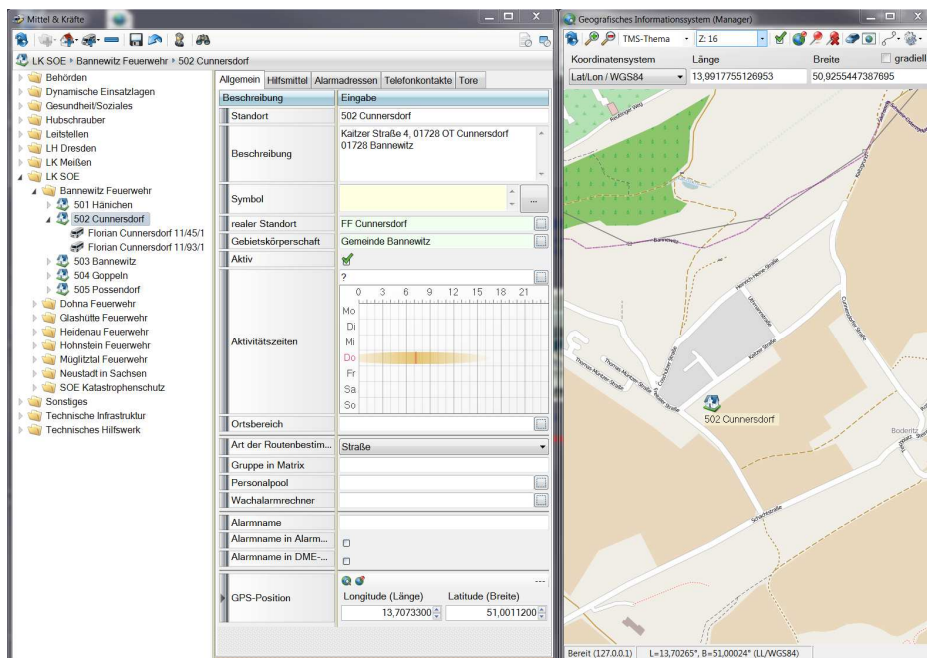 Mittel & Kräfte
LK SOE ▸ Bannewitz Feuerwehr ▸ 502 Cunnersdorf
Behörden
Dynamische Einsatzlagen
Gesundheit/Soziales
Hubschrauber
Leitstellen
LH Dresden
LK Meißen
LK SOE
Bannewitz Feuerwehr
501 Hänichen
502 Cunnersdorf
Florian Cunnersdorf 11/45/1
Florian Cunnersdorf 11/93/1
503 Bannewitz
504 Goppeln
505 Possendorf
Dohna Feuerwehr
Glashütte Feuerwehr
Heidenau Feuerwehr
Hohnstein Feuerwehr
Müglitztal Feuerwehr
Neustadt in Sachsen
SOE Katastrophenschutz
Sonstiges
Technische Infrastruktur
Technisches Hilfswerk
Allgemein Hilfsmittel Alarmadressen Telefonkontakte Tore
Beschreibung Eingabe
Standort 502 Cunnersdorf
Beschreibung
Kaitzer Straße 4, 01728 OT Cunnersdorf
01728 Bannewitz
Symbol ...
realer Standort FF Cunnersdorf
Gebietskörperschaft Gemeinde Bannewitz
Aktiv
Aktivitätszeiten
?
0 3 6 9 12 15 18 21
Mo
Di
Mi
Do
Fr
Sa
So
Ortsbereich
Art der Routenbestim... Straße
Gruppe in Matrix
Personalpool
Wachalarmrechner
Alarmname
Alarmname in Alarm...
Alarmname in DME-...
GPS-Position
---
Longitude (Länge) Latitude (Breite)
13,7073300 51,0011200
Geografisches Informationssystem (Manager)
TMS-Thema Z: 16
Koordinatensystem Länge Breite gradiell
Lat/Lon / WGS84 13,9917755126953 50,9255447387695
Bannewitz
Heinrich-Heine-Straße
Cunnersdorfer Straße
Kaitzer Straße
Thomas-Müntzer-Straße
Thomas-Müntzer-Straße
502 Cunnersdorf
Boderitz
Schachtstraße
Bereit (127.0.0.1) L=13,70265°, B=51,00024° (LL/WGS84)